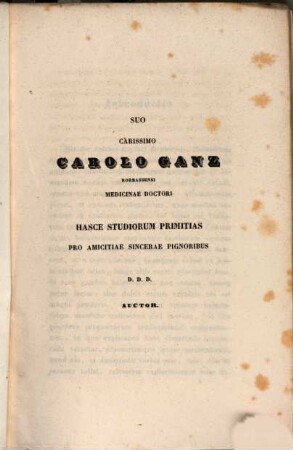 SUO
CARISSIMO
CAROLO GANZ
MEDICINAE DOCTORI
HASCE STUDIORUM PRIMITIAS
PRO AMICITIAE SINCERAE PIGNORIBUS
D. D. D.
AUCTOR.